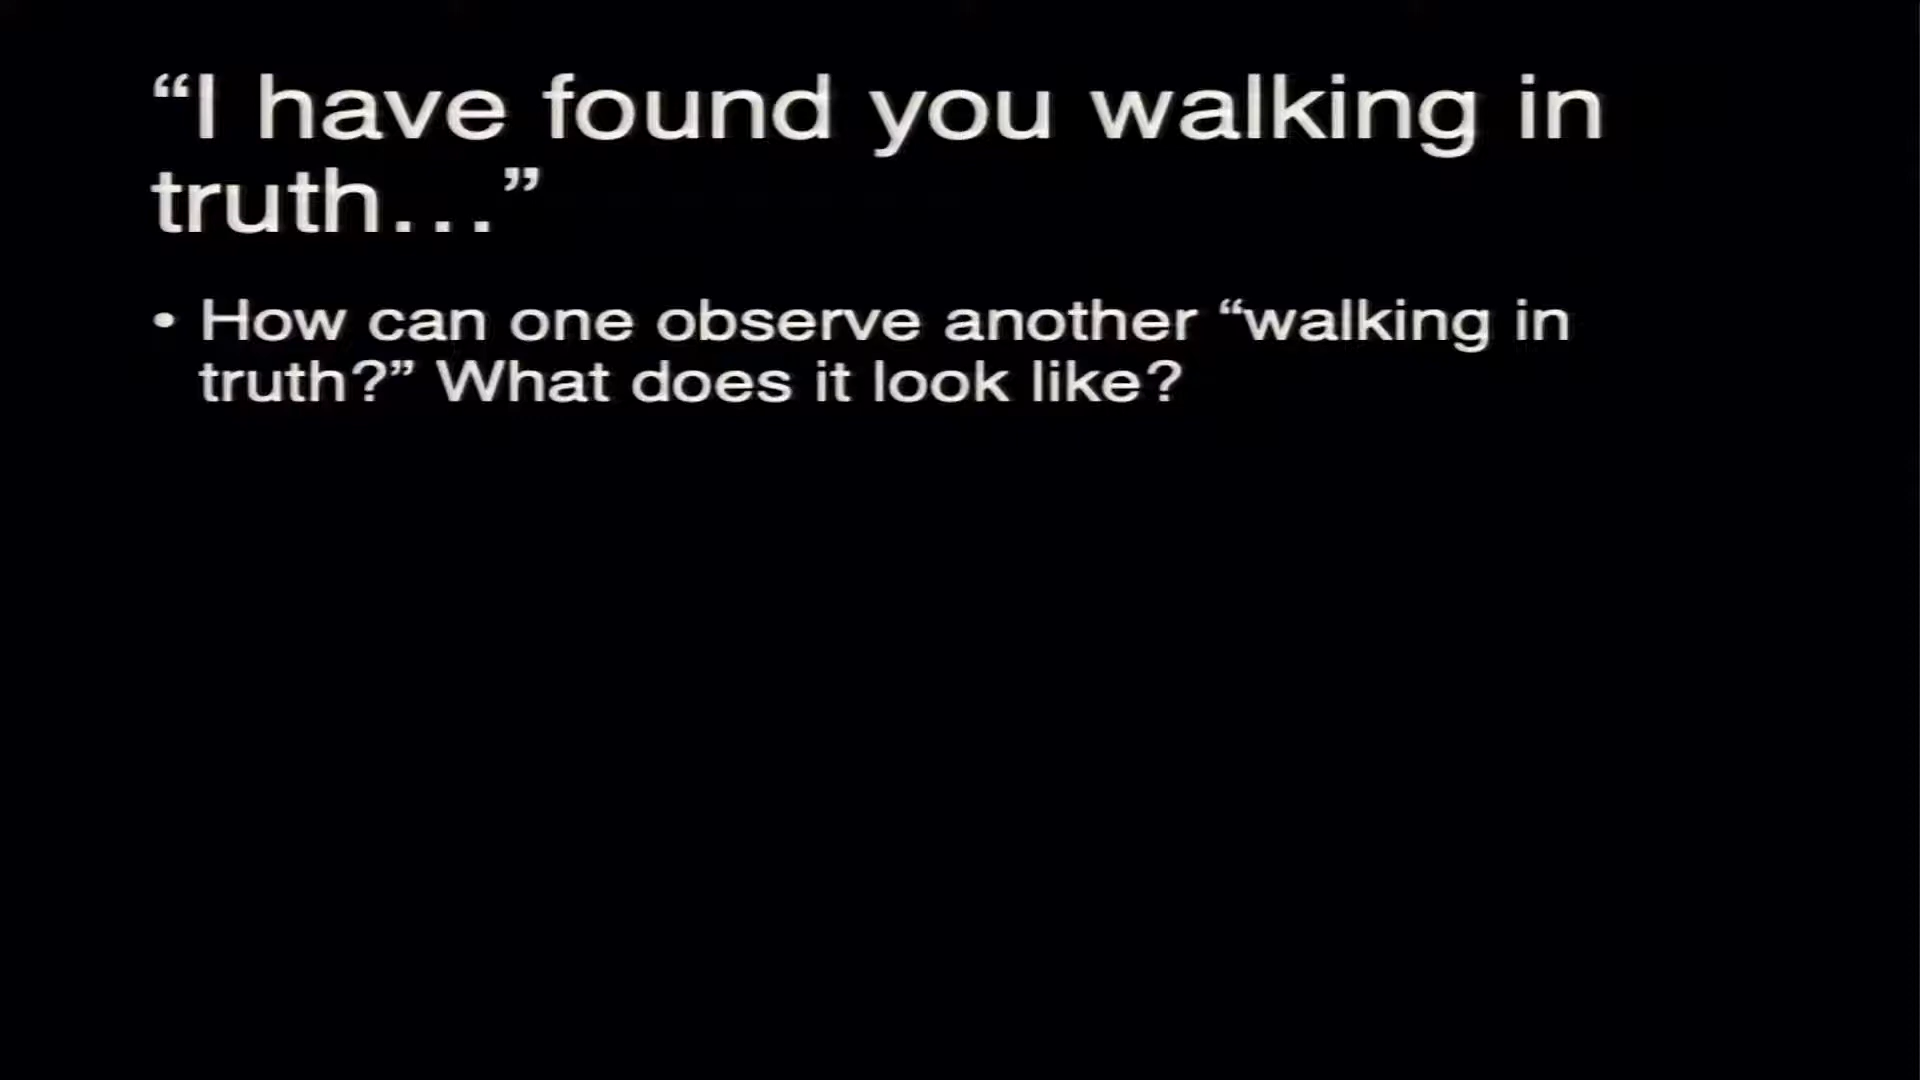 “I have found you walking in
truth…”
• How can one observe another “walking in
truth?” What does it look like?